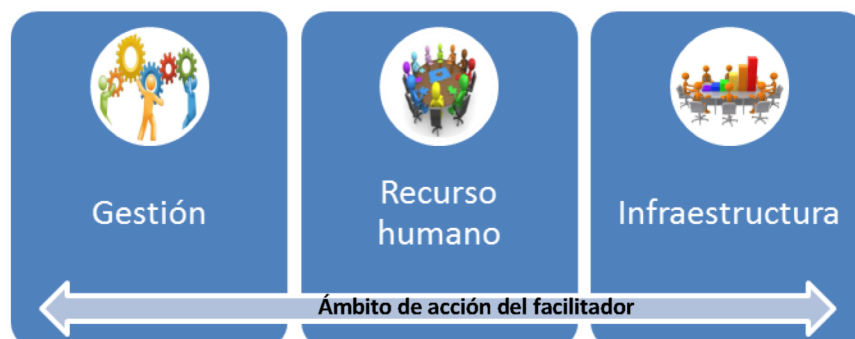 Gestión
Recurso
humano
Infraestructura
Ámbito de acción del facilitador